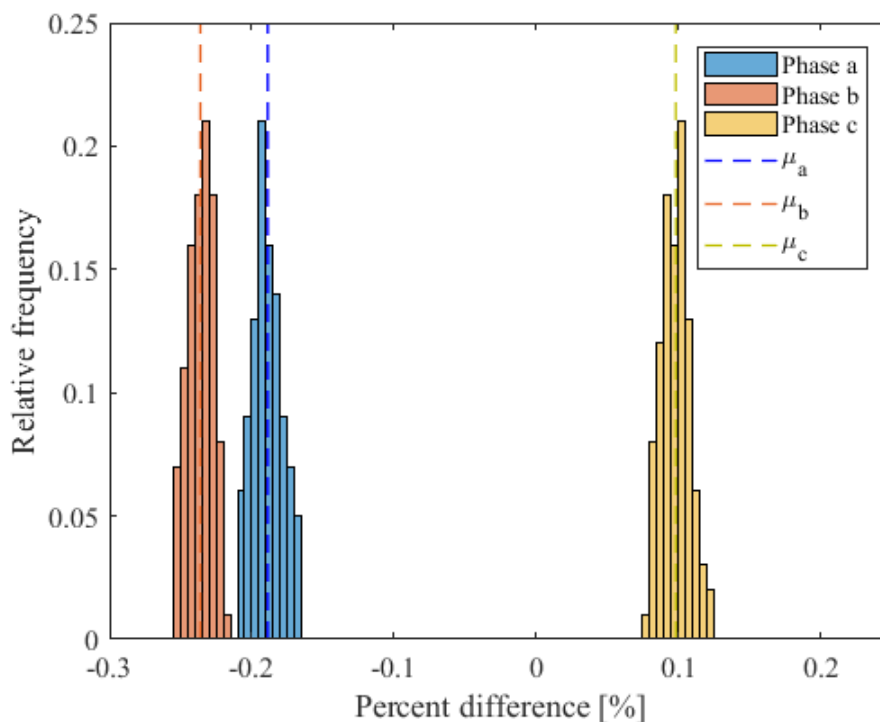 0.25
0.2
0.15
0.1
0.05
0
-0.3
-0.2
-0.1
0
0.1
0.2
Relative frequency
Percent difference [%]
Phase a
Phase b
Phase c
μa
μb
μc